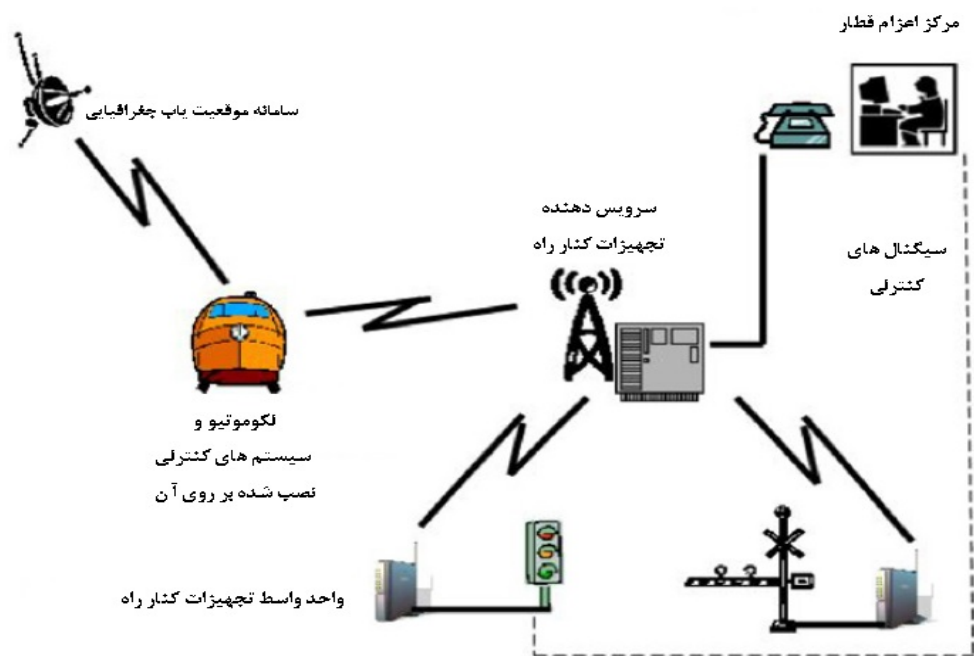 مرکز اعزام قطار
سامانه موقعیت یاب جغرافیایی
سرویس دهنده
تجهیزات کنار راه
سیگنال های
کنترلی
لکوموتیو و
سیستم های کنترلی
نصب شده بر روی آن
واحد واسط تجهیزات کنار راه